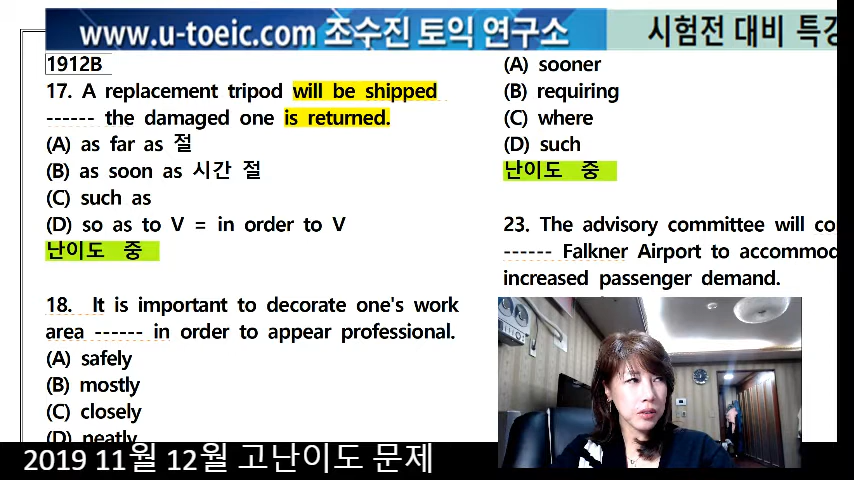 www.u-toeic.com 조수진 토익 연구소
시험전 대비 특강
1912B
17. A replacement tripod will be shipped
------ the damaged one is returned.
(A) as far as 절
(B) as soon as 시간 절
(C) such as
(D) so as to V = in order to V
난이도 중
18. It is important to decorate one's work
area ------ in order to appear professional.
(A) safely
(B) mostly
(C) closely
(D) neatly
(A) sooner
(B) requiring
(C) where
(D) such
난이도 중
23. The advisory committee will co
------ Falkner Airport to accommod
increased passenger demand.
2019 11월 12월 고난이도 문제